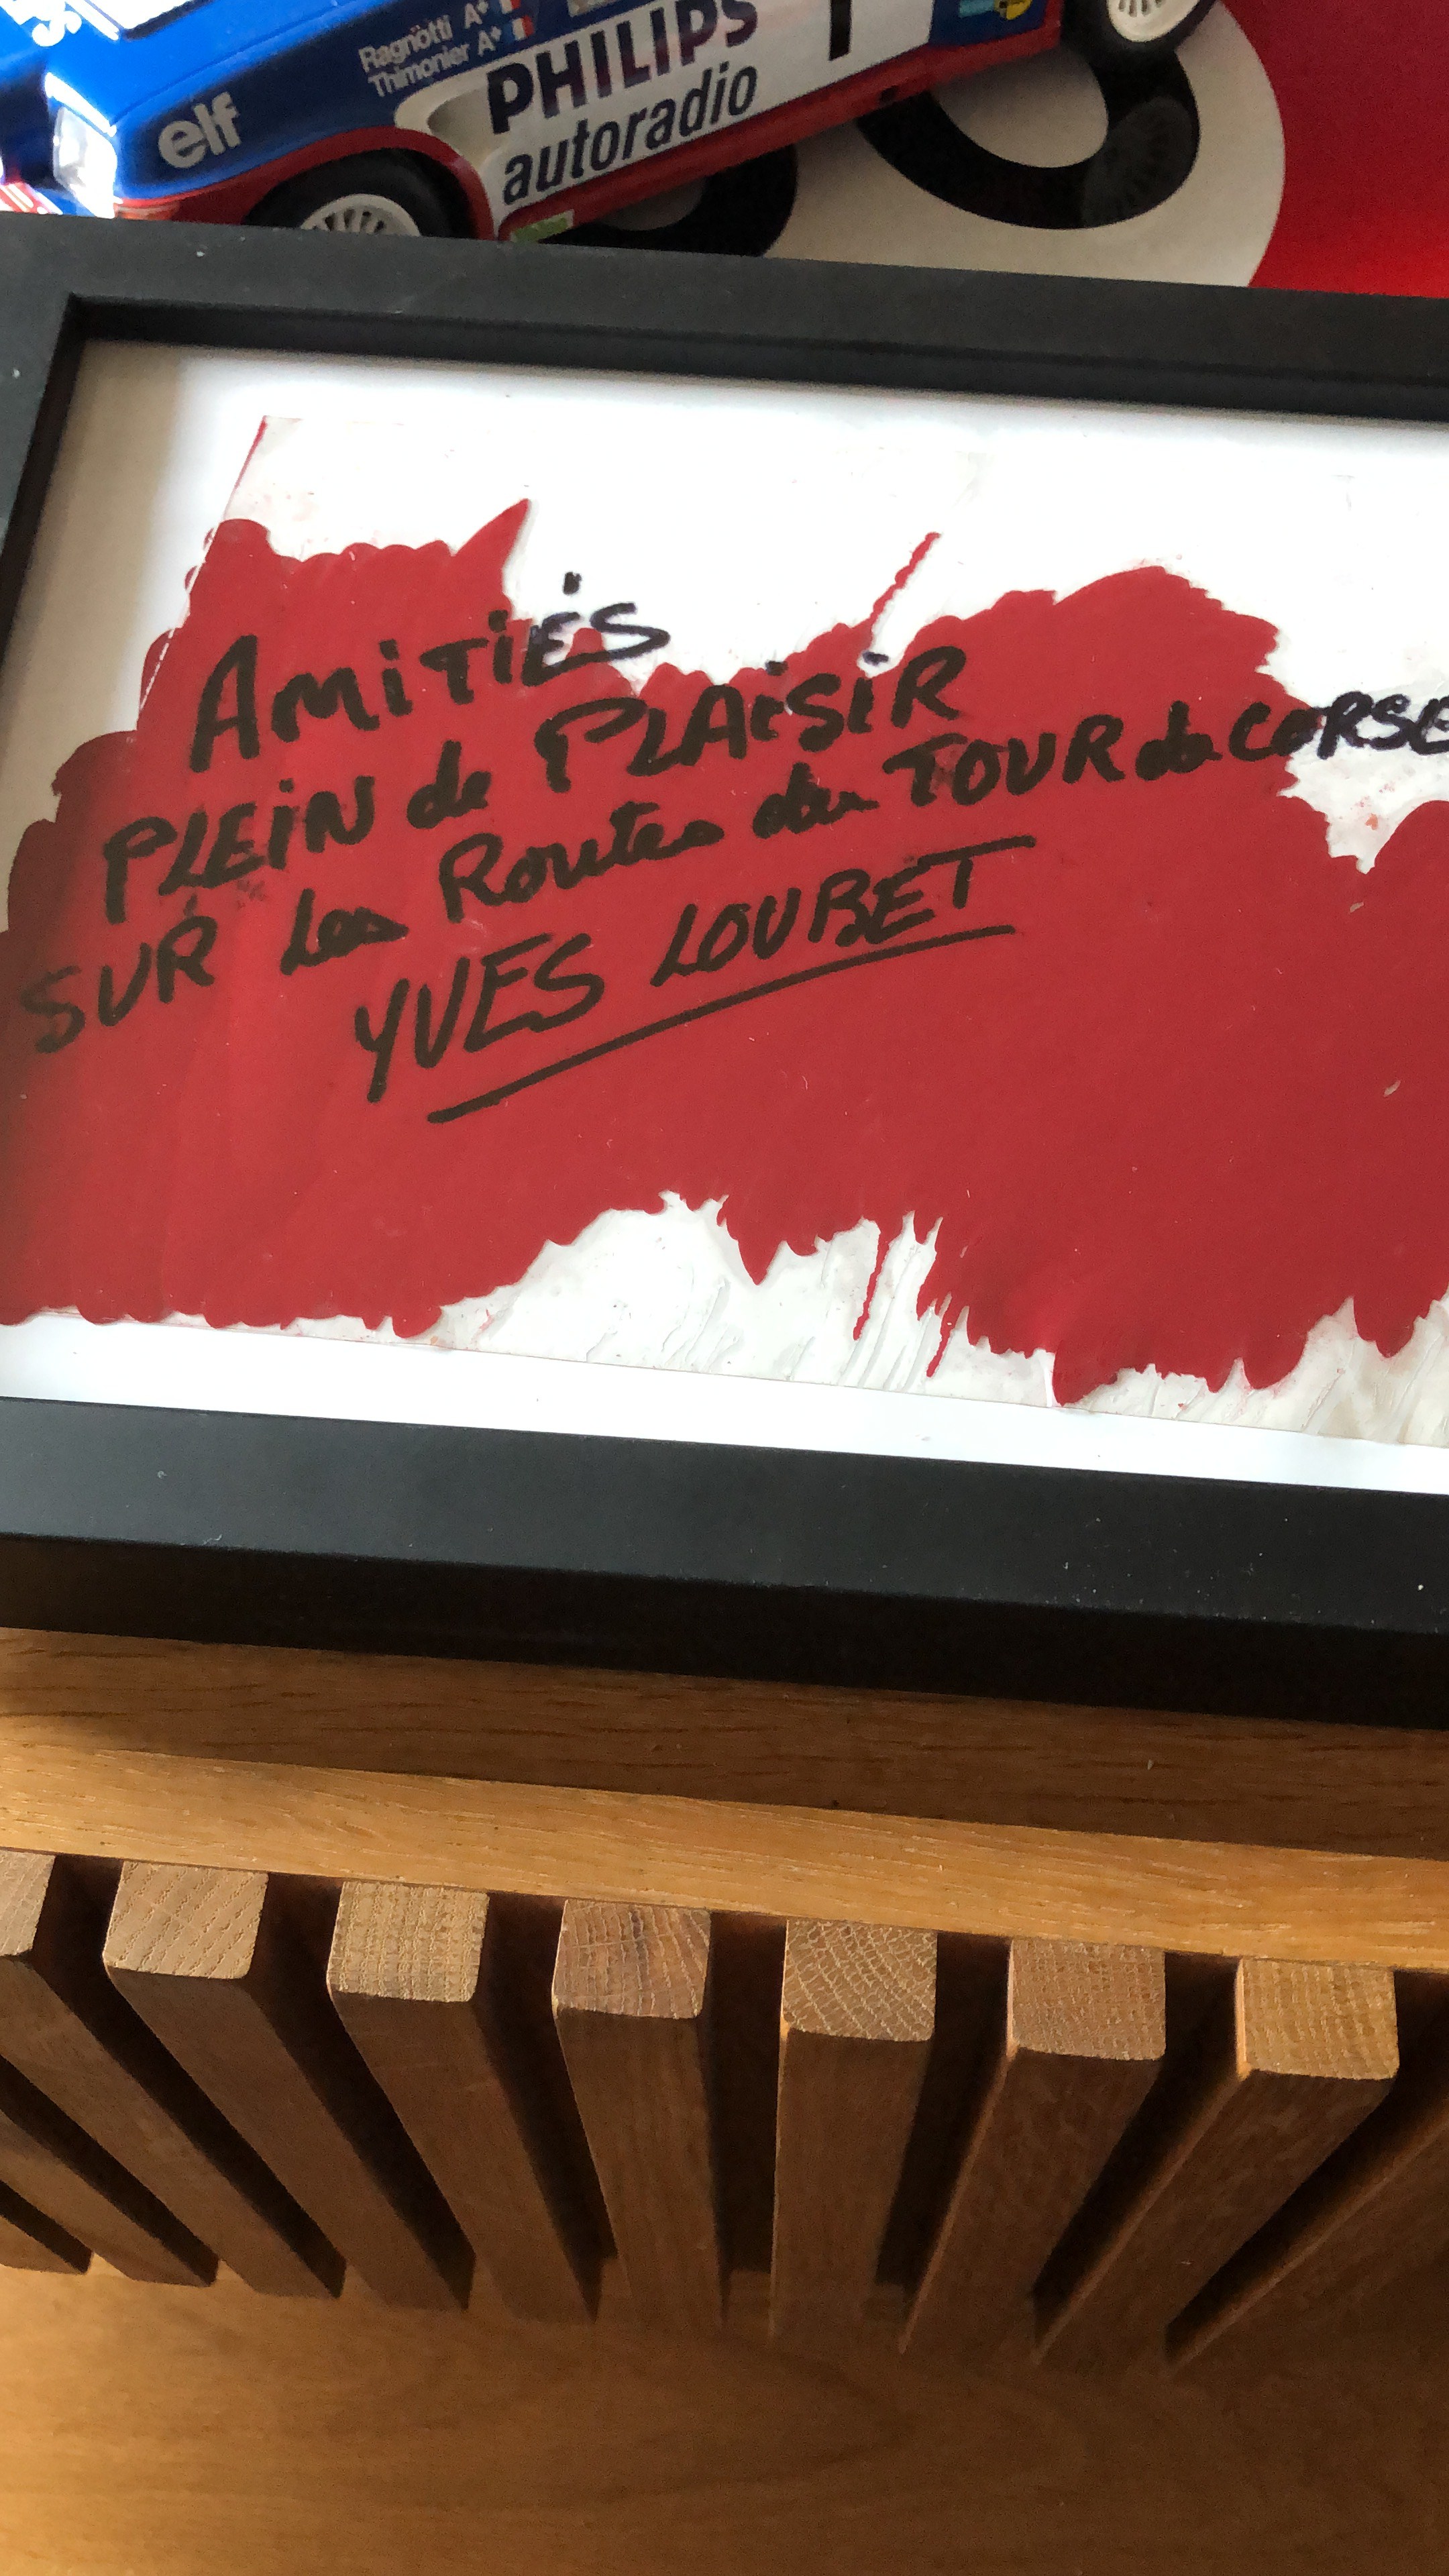 Ragnotti A+
Thimonier A+
elf
PHILIPS
autoradio
AMiTiÉS
PLEiN de PLAiSiR
SUR les Routes du TOUR de CORSE
YVES LOUBET